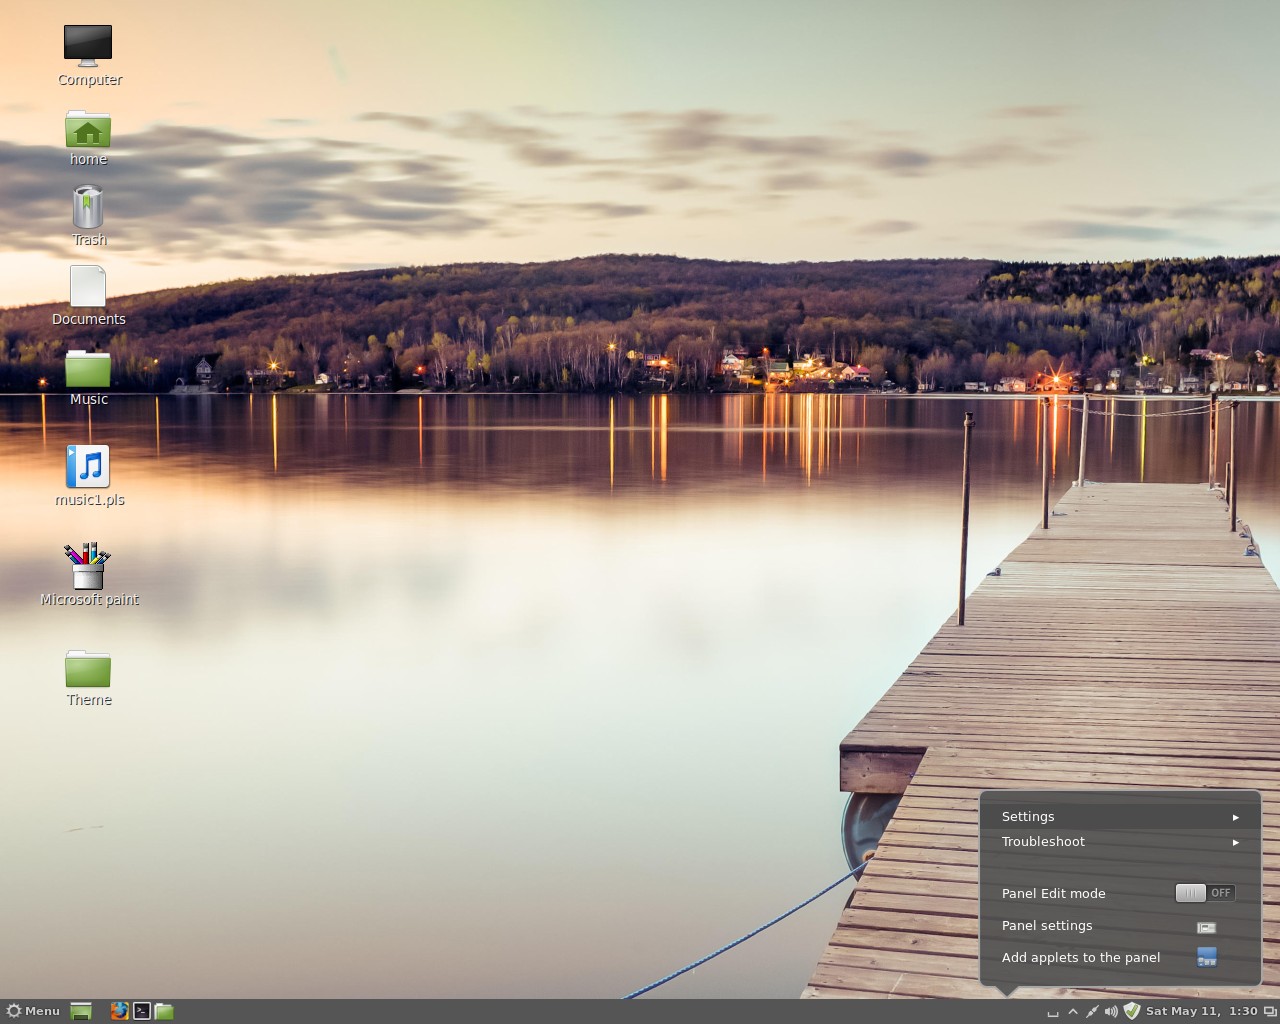 Computer
home
Trash
Documents
Music
music1.pls
Microsoft paint
Theme
Settings
Troubleshoot
Panel Edit mode OFF
Panel settings
Add applets to the panel
Menu
Sat May 11, 1:30